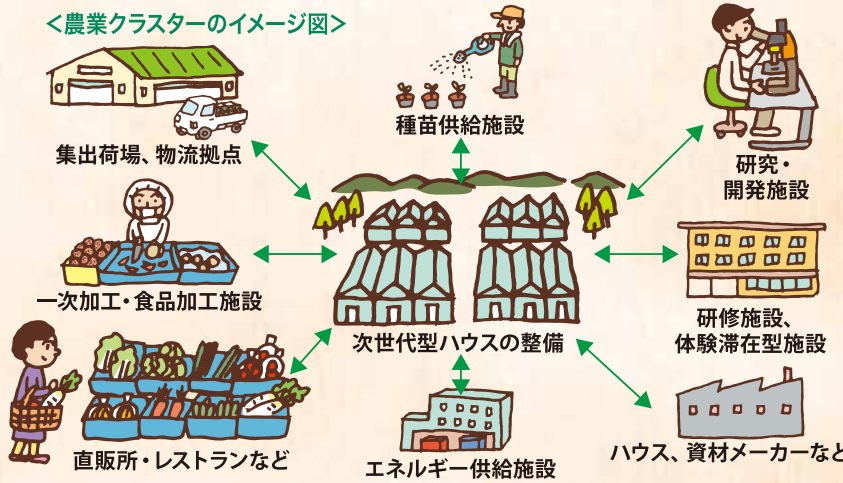 ＜農業クラスターのイメージ図＞
集出荷場、物流拠点
種苗供給施設
研究・
開発施設
一次加工・食品加工施設
次世代型ハウスの整備
研修施設、
体験滞在型施設
直販所・レストランなど
エネルギー供給施設
ハウス、資材メーカーなど